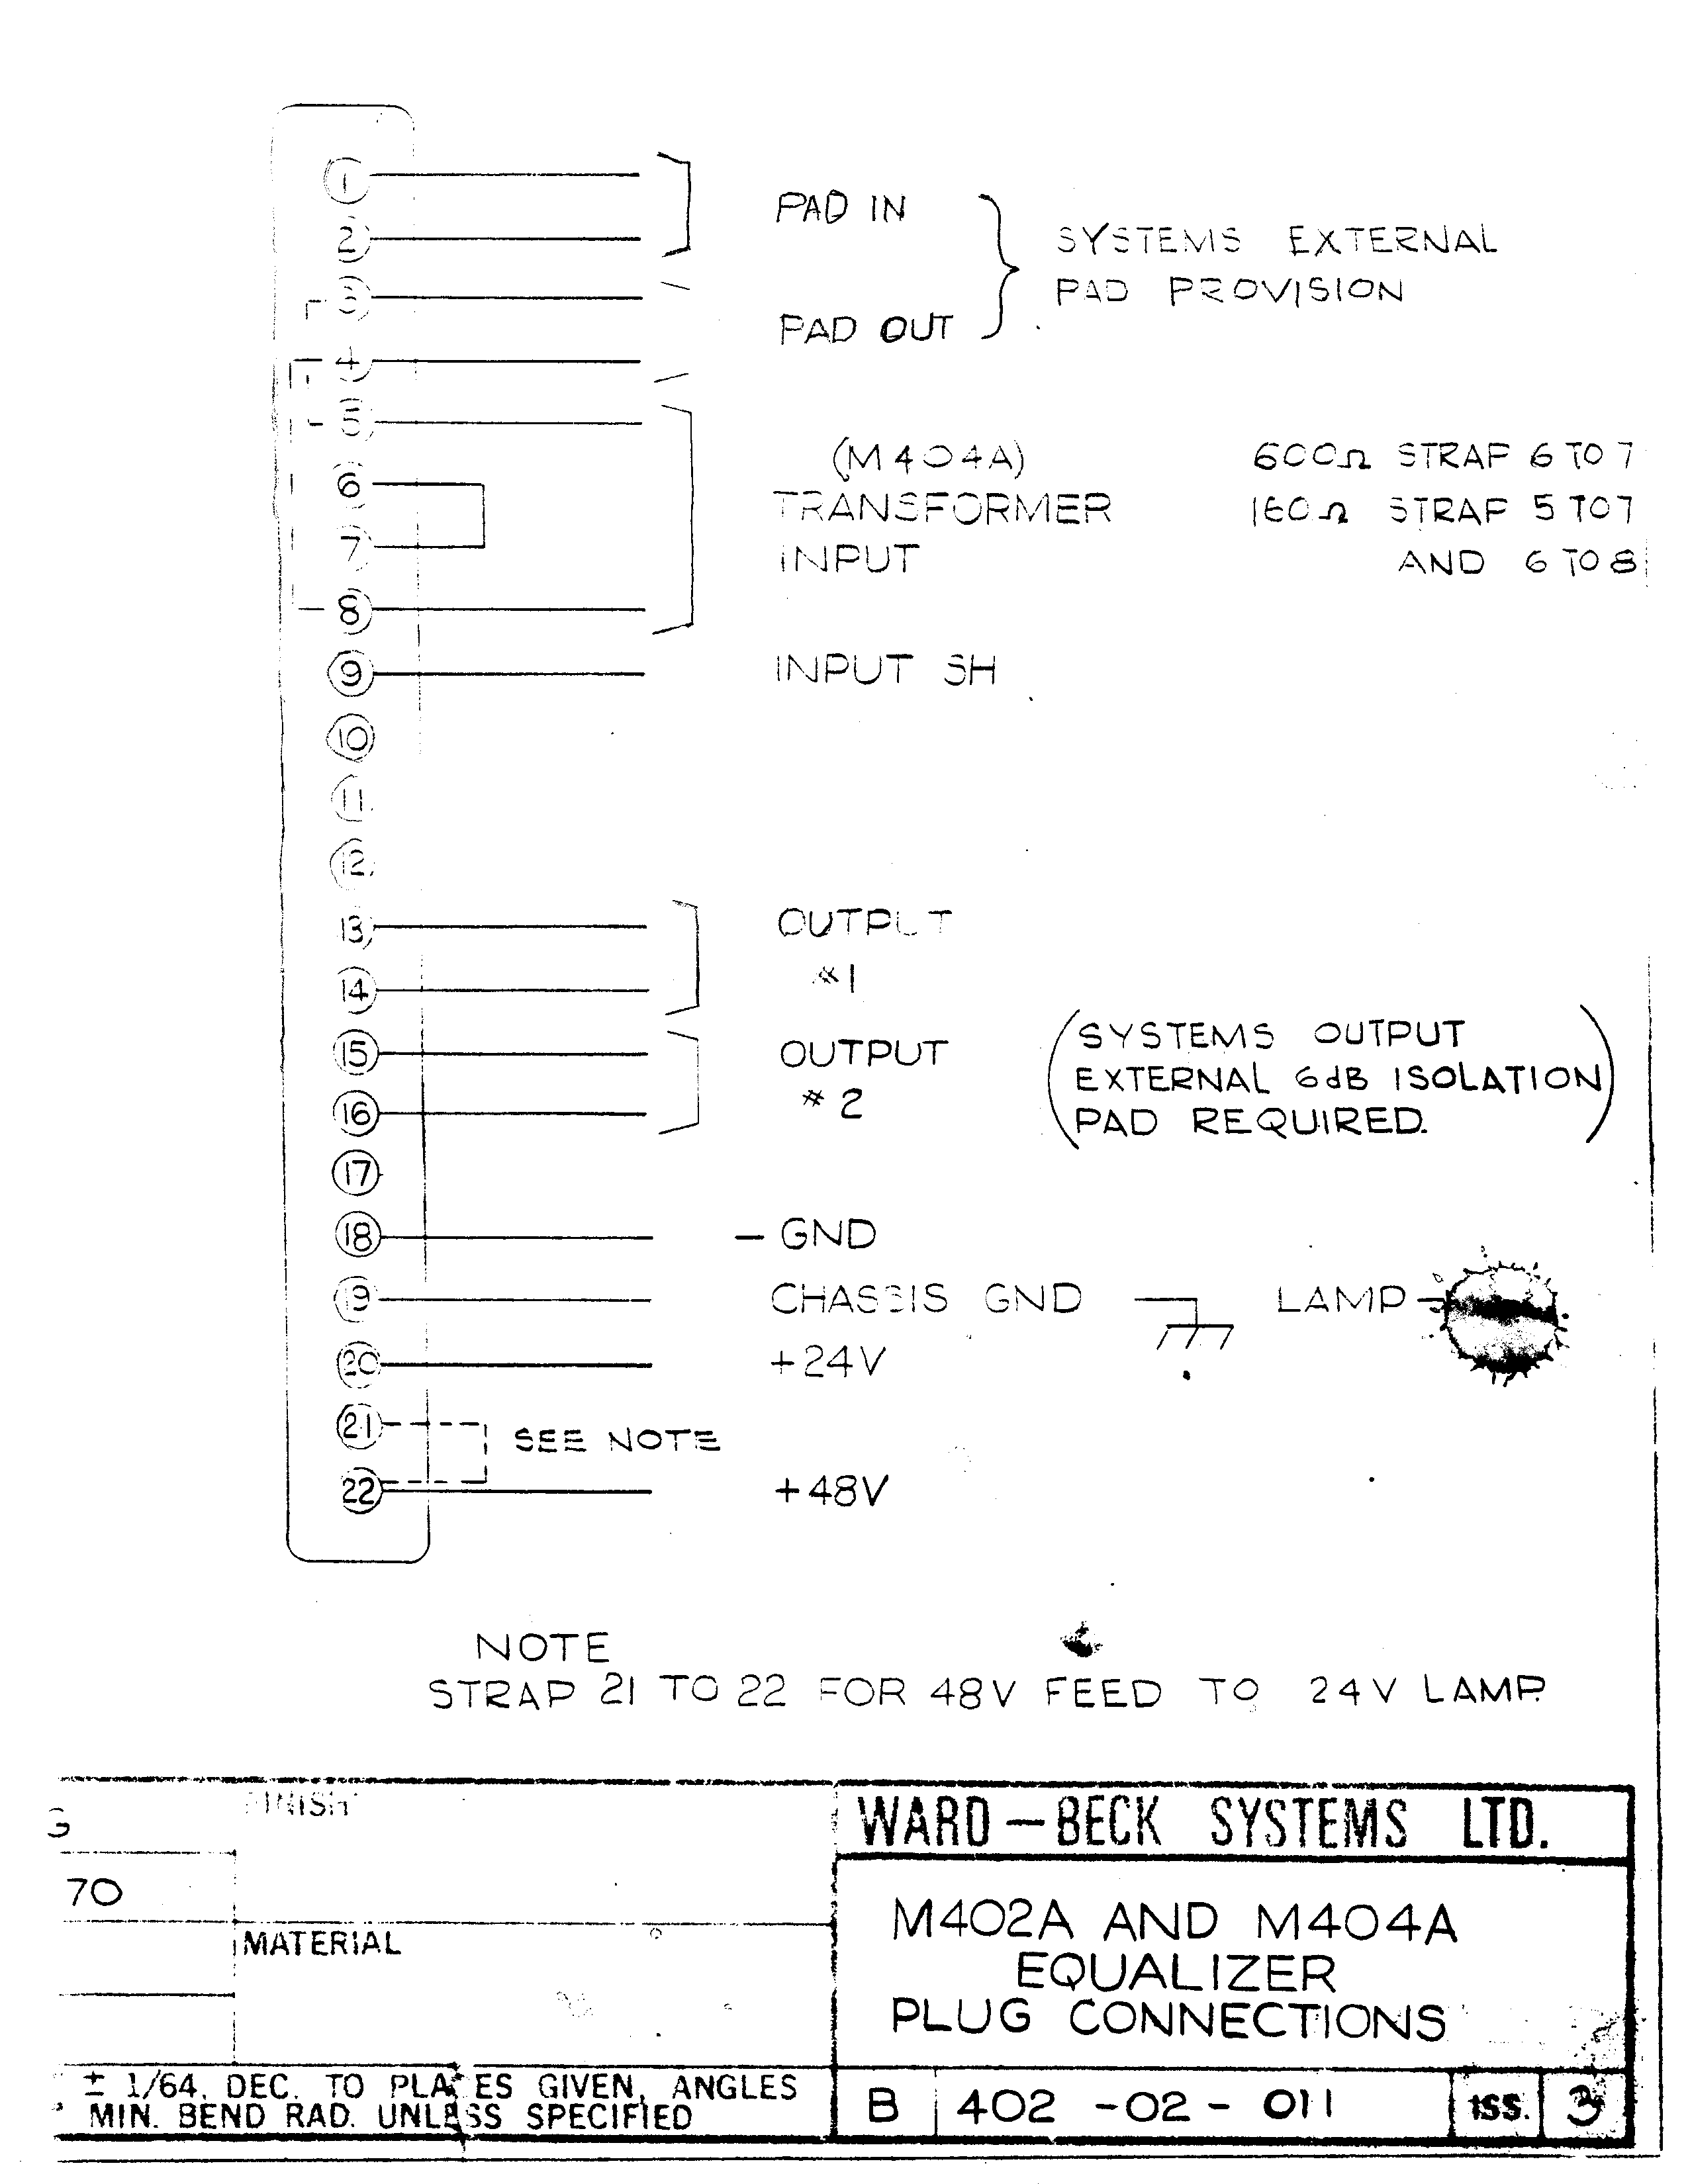 1
2
3
4
5
6
7
8
9
10
11
12
13
14
15
16
17
18
19
20
21
22
PAD IN
PAD OUT
SYSTEMS EXTERNAL
PAD PROVISION
(M404A)
TRANSFORMER
INPUT
600Ω STRAP 6 TO 7
160Ω STRAP 5 TO 7
AND 6 TO 8
INPUT SH
OUTPUT
#1
OUTPUT
#2
(SYSTEMS OUTPUT
EXTERNAL 6dB ISOLATION
PAD REQUIRED.)
- GND
CHASSIS GND
LAMP
+24V
SEE NOTE
+48V
NOTE
STRAP 21 TO 22 FOR 48V FEED TO 24V LAMP.
G
FINISH
70
MATERIAL
WARD-BECK SYSTEMS LTD.
M402A AND M404A
EQUALIZER
PLUG CONNECTIONS
± 1/64, DEC. TO PLACES GIVEN, ANGLES
MIN. BEND RAD. UNLESS SPECIFIED
B 402 -02- 011 ISS. 3